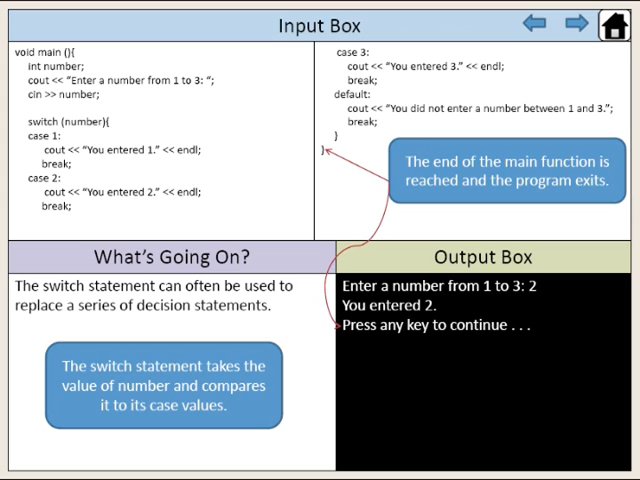 Input Box
void main (){
int number;
cout << “Enter a number from 1 to 3: “;
cin >> number;
switch (number){
case 1:
cout << “You entered 1.” << endl;
break;
case 2:
cout << “You entered 2.” << endl;
break;
case 3:
cout << “You entered 3.” << endl;
break;
default:
cout << “You did not enter a number between 1 and 3.”;
break;
}
}
The end of the main function is
reached and the program exits.
What’s Going On?
The switch statement can often be used to
replace a series of decision statements.
The switch statement takes the
value of number and compares
it to its case values.
Output Box
Enter a number from 1 to 3: 2
You entered 2.
Press any key to continue . . .